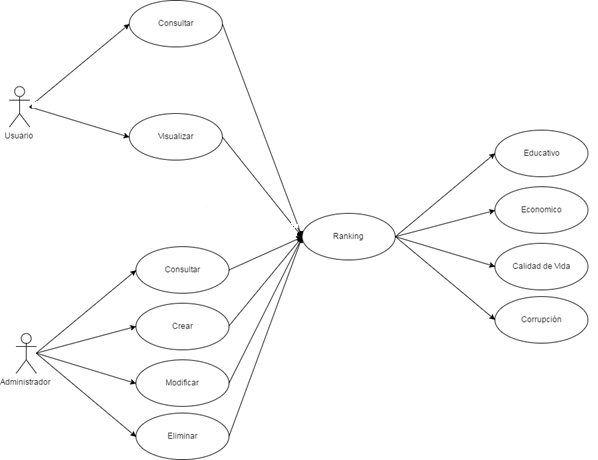 Consultar
Usuario
Visualizar
Educativo
Economico
Ranking
Consultar
Calidad de Vida
Crear
Corrupción
Administrador
Modificar
Eliminar